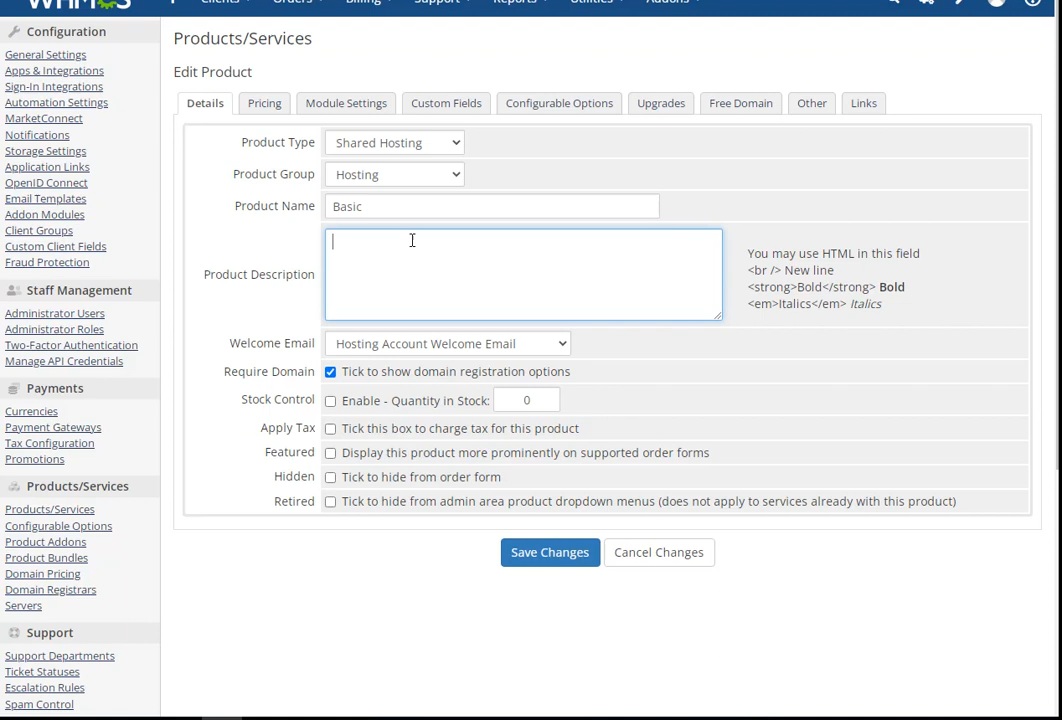 WHMCS
Clients Orders Billing Support Reports Utilities Addons
Configuration
General Settings
Apps & Integrations
Sign-In Integrations
Automation Settings
MarketConnect
Notifications
Storage Settings
Application Links
OpenID Connect
Email Templates
Addon Modules
Client Groups
Custom Client Fields
Fraud Protection
Staff Management
Administrator Users
Administrator Roles
Two-Factor Authentication
Manage API Credentials
Payments
Currencies
Payment Gateways
Tax Configuration
Promotions
Products/Services
Products/Services
Configurable Options
Product Addons
Product Bundles
Domain Pricing
Domain Registrars
Servers
Support
Support Departments
Ticket Statuses
Escalation Rules
Spam Control
Products/Services
Edit Product
Details Pricing Module Settings Custom Fields Configurable Options Upgrades Free Domain Other Links
Product Type Shared Hosting
Product Group Hosting
Product Name Basic
Product Description
You may use HTML in this field
<br /> New line
<strong>Bold</strong> Bold
<em>Italics</em> Italics
Welcome Email Hosting Account Welcome Email
Require Domain Tick to show domain registration options
Stock Control Enable - Quantity in Stock: 0
Apply Tax Tick this box to charge tax for this product
Featured Display this product more prominently on supported order forms
Hidden Tick to hide from order form
Retired Tick to hide from admin area product dropdown menus (does not apply to services already with this product)
Save Changes Cancel Changes